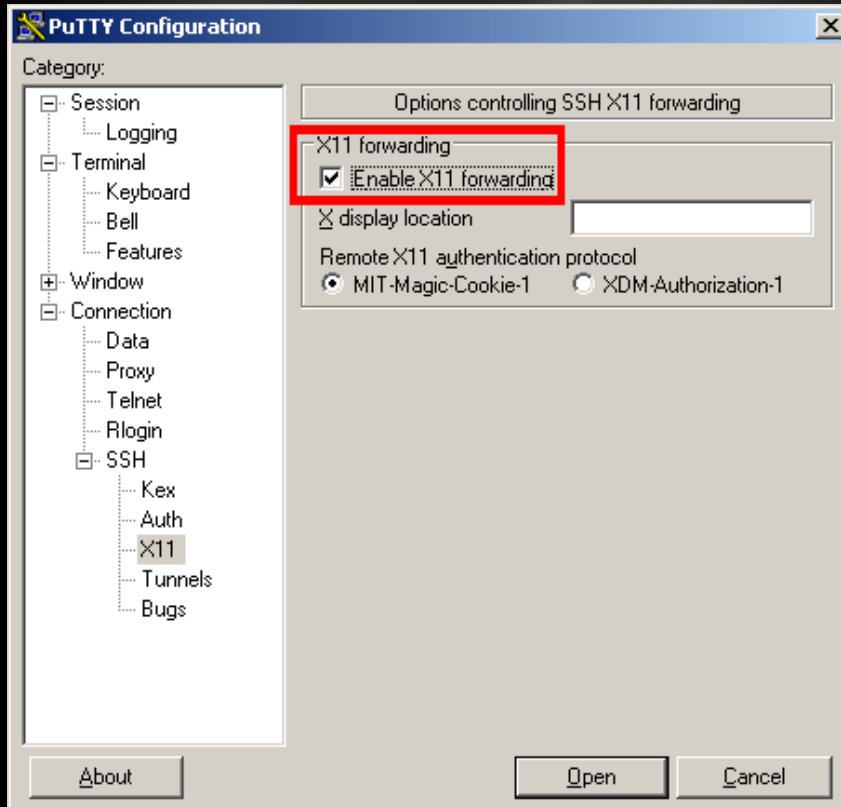 PuTTY Configuration
Category:
Session
Logging
Terminal
Keyboard
Bell
Features
Window
Connection
Data
Proxy
Telnet
Rlogin
SSH
Kex
Auth
X11
Tunnels
Bugs
Options controlling SSH X11 forwarding
X11 forwarding
Enable X11 forwarding
X display location
Remote X11 authentication protocol
MIT-Magic-Cookie-1 XDM-Authorization-1
About Open Cancel